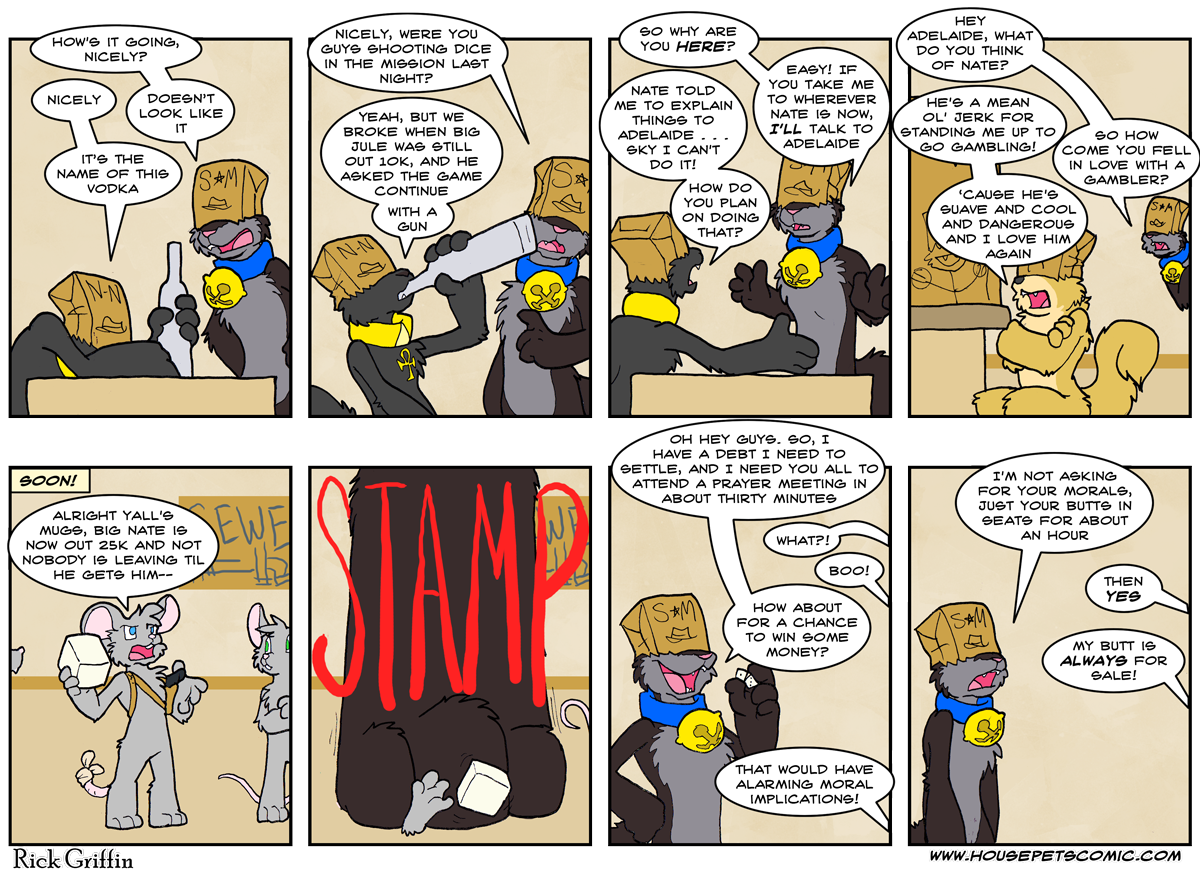 HOW'S IT GOING,
NICELY?
DOESN'T
LOOK LIKE
IT
NICELY
IT'S THE
NAME OF THIS
VODKA
S★M
N-N
NICELY, WERE YOU
GUYS SHOOTING DICE
IN THE MISSION LAST
NIGHT?
YEAH, BUT WE
BROKE WHEN BIG
JULE WAS STILL
OUT 10K, AND HE
ASKED THE GAME
CONTINUE
WITH A
GUN
S★M
N-N
SO WHY ARE
YOU HERE?
NATE TOLD
ME TO EXPLAIN
THINGS TO
ADELAIDE . . .
SKY I CAN'T
DO IT!
EASY! IF
YOU TAKE ME
TO WHEREVER
NATE IS NOW,
I'LL TALK TO
ADELAIDE
HOW DO
YOU PLAN
ON DOING
THAT?
S★M
HEY
ADELAIDE, WHAT
DO YOU THINK
OF NATE?
HE'S A MEAN
OL' JERK FOR
STANDING ME UP TO
GO GAMBLING!
SO HOW
COME YOU FELL
IN LOVE WITH A
GAMBLER?
'CAUSE HE'S
SUAVE AND COOL
AND DANGEROUS
AND I LOVE HIM
AGAIN
S★M
SOON!
ALRIGHT YALL'S
MUGS, BIG NATE IS
NOW OUT 25K AND NOT
NOBODY IS LEAVING TIL
HE GETS HIM--
SEWE
STAMP
WE
OH HEY GUYS. SO, I
HAVE A DEBT I NEED TO
SETTLE, AND I NEED YOU ALL TO
ATTEND A PRAYER MEETING IN
ABOUT THIRTY MINUTES
WHAT?!
BOO!
HOW ABOUT
FOR A CHANCE
TO WIN SOME
MONEY?
S★M
THAT WOULD HAVE
ALARMING MORAL
IMPLICATIONS!
I'M NOT ASKING
FOR YOUR MORALS,
JUST YOUR BUTTS IN
SEATS FOR ABOUT
AN HOUR
THEN
YES
MY BUTT IS
ALWAYS FOR
SALE!
S★M
Rick Griffin
WWW.HOUSEPETSCOMIC.COM